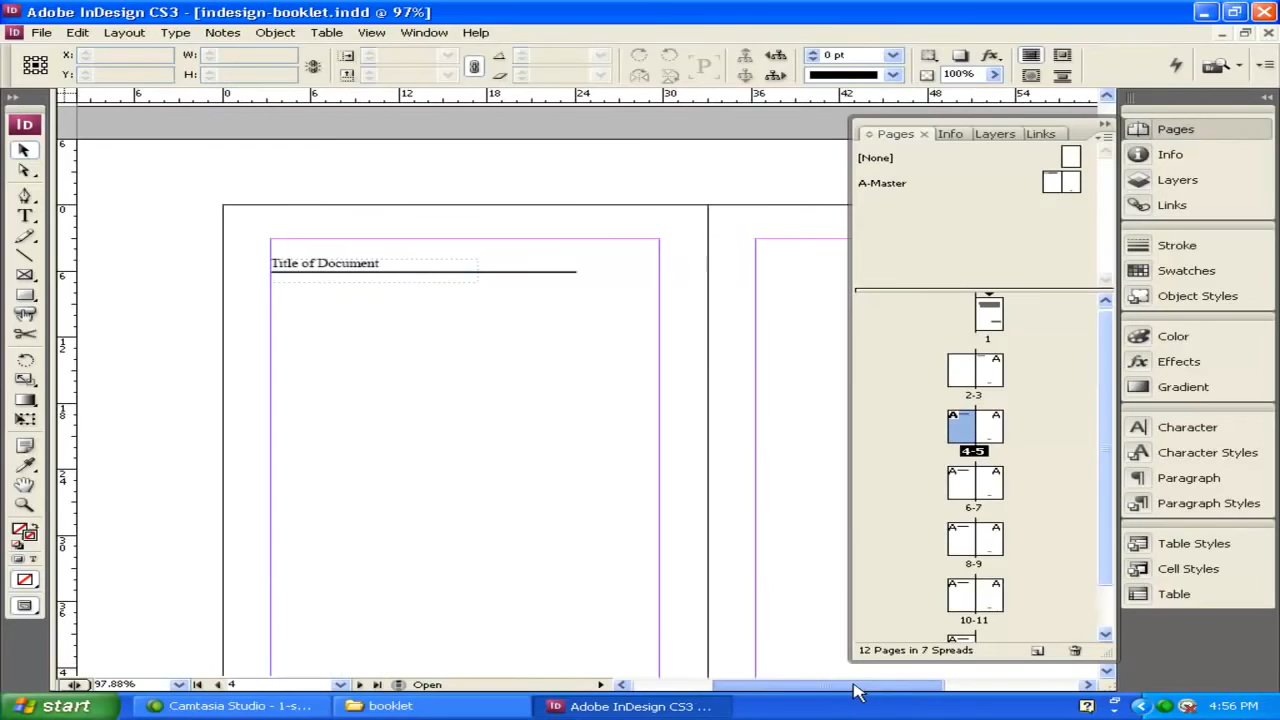 Adobe InDesign CS3 - [indesign-booklet.indd @ 97%]
File Edit Layout Type Notes Object Table View Window Help
X: W: 0 pt
Y: H: 100%
6 0 6 12 18 24 30 36 42 48 54
Pages Info Layers Links
[None]
A-Master
Title of Document
1
A
2-3
A A
4-5
A A
6-7
A A
8-9
A A
10-11
A
12 Pages in 7 Spreads
Pages
Info
Layers
Links
Stroke
Swatches
Object Styles
Color
Effects
Gradient
Character
Character Styles
Paragraph
Paragraph Styles
Table Styles
Cell Styles
Table
97.88% 4 Open
start Camtasia Studio - 1-s... booklet Adobe InDesign CS3 ... 4:56 PM